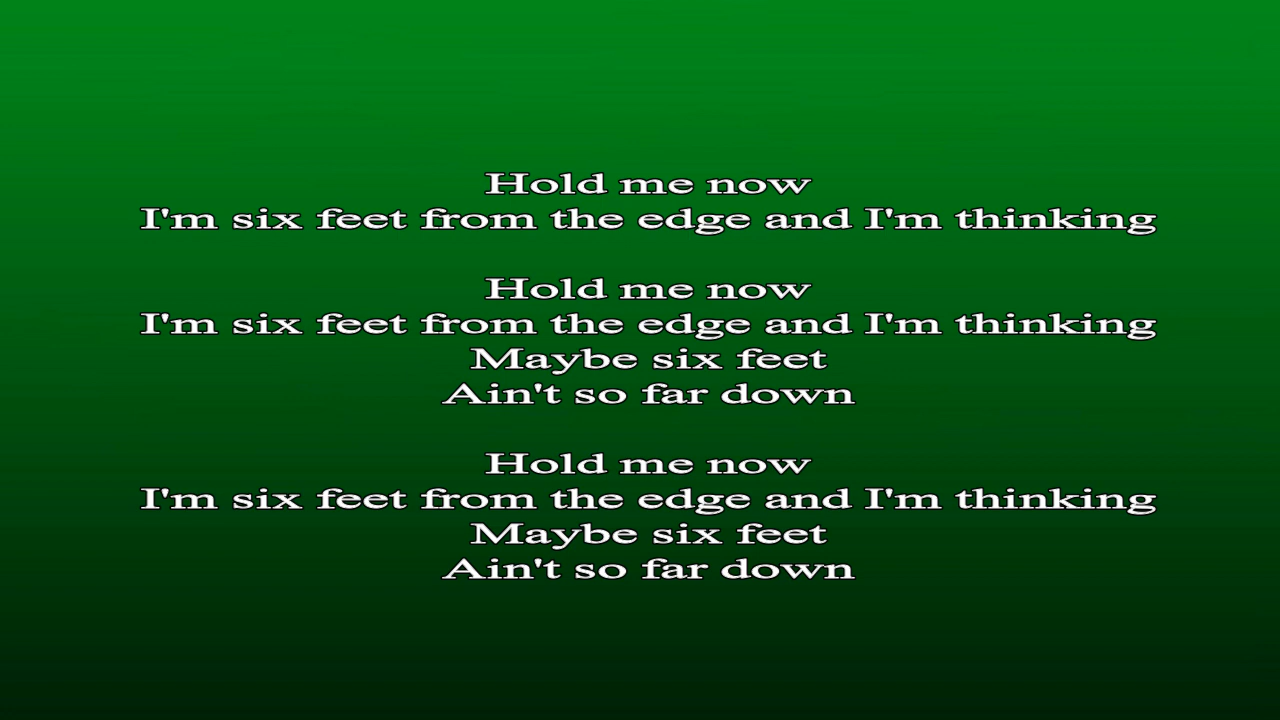 Hold me now
I'm six feet from the edge and I'm thinking

Hold me now
I'm six feet from the edge and I'm thinking
Maybe six feet
Ain't so far down

Hold me now
I'm six feet from the edge and I'm thinking
Maybe six feet
Ain't so far down